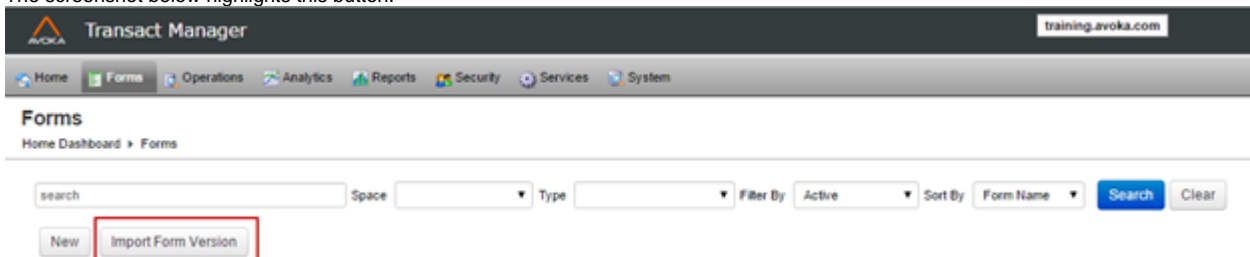 The screenshot below highlights this button.
AVOKA Transact Manager training.avoka.com
Home Forms Operations Analytics Reports Security Services System
Forms
Home Dashboard ▸ Forms
search Space Type Filter By Active Sort By Form Name Search Clear
New Import Form Version